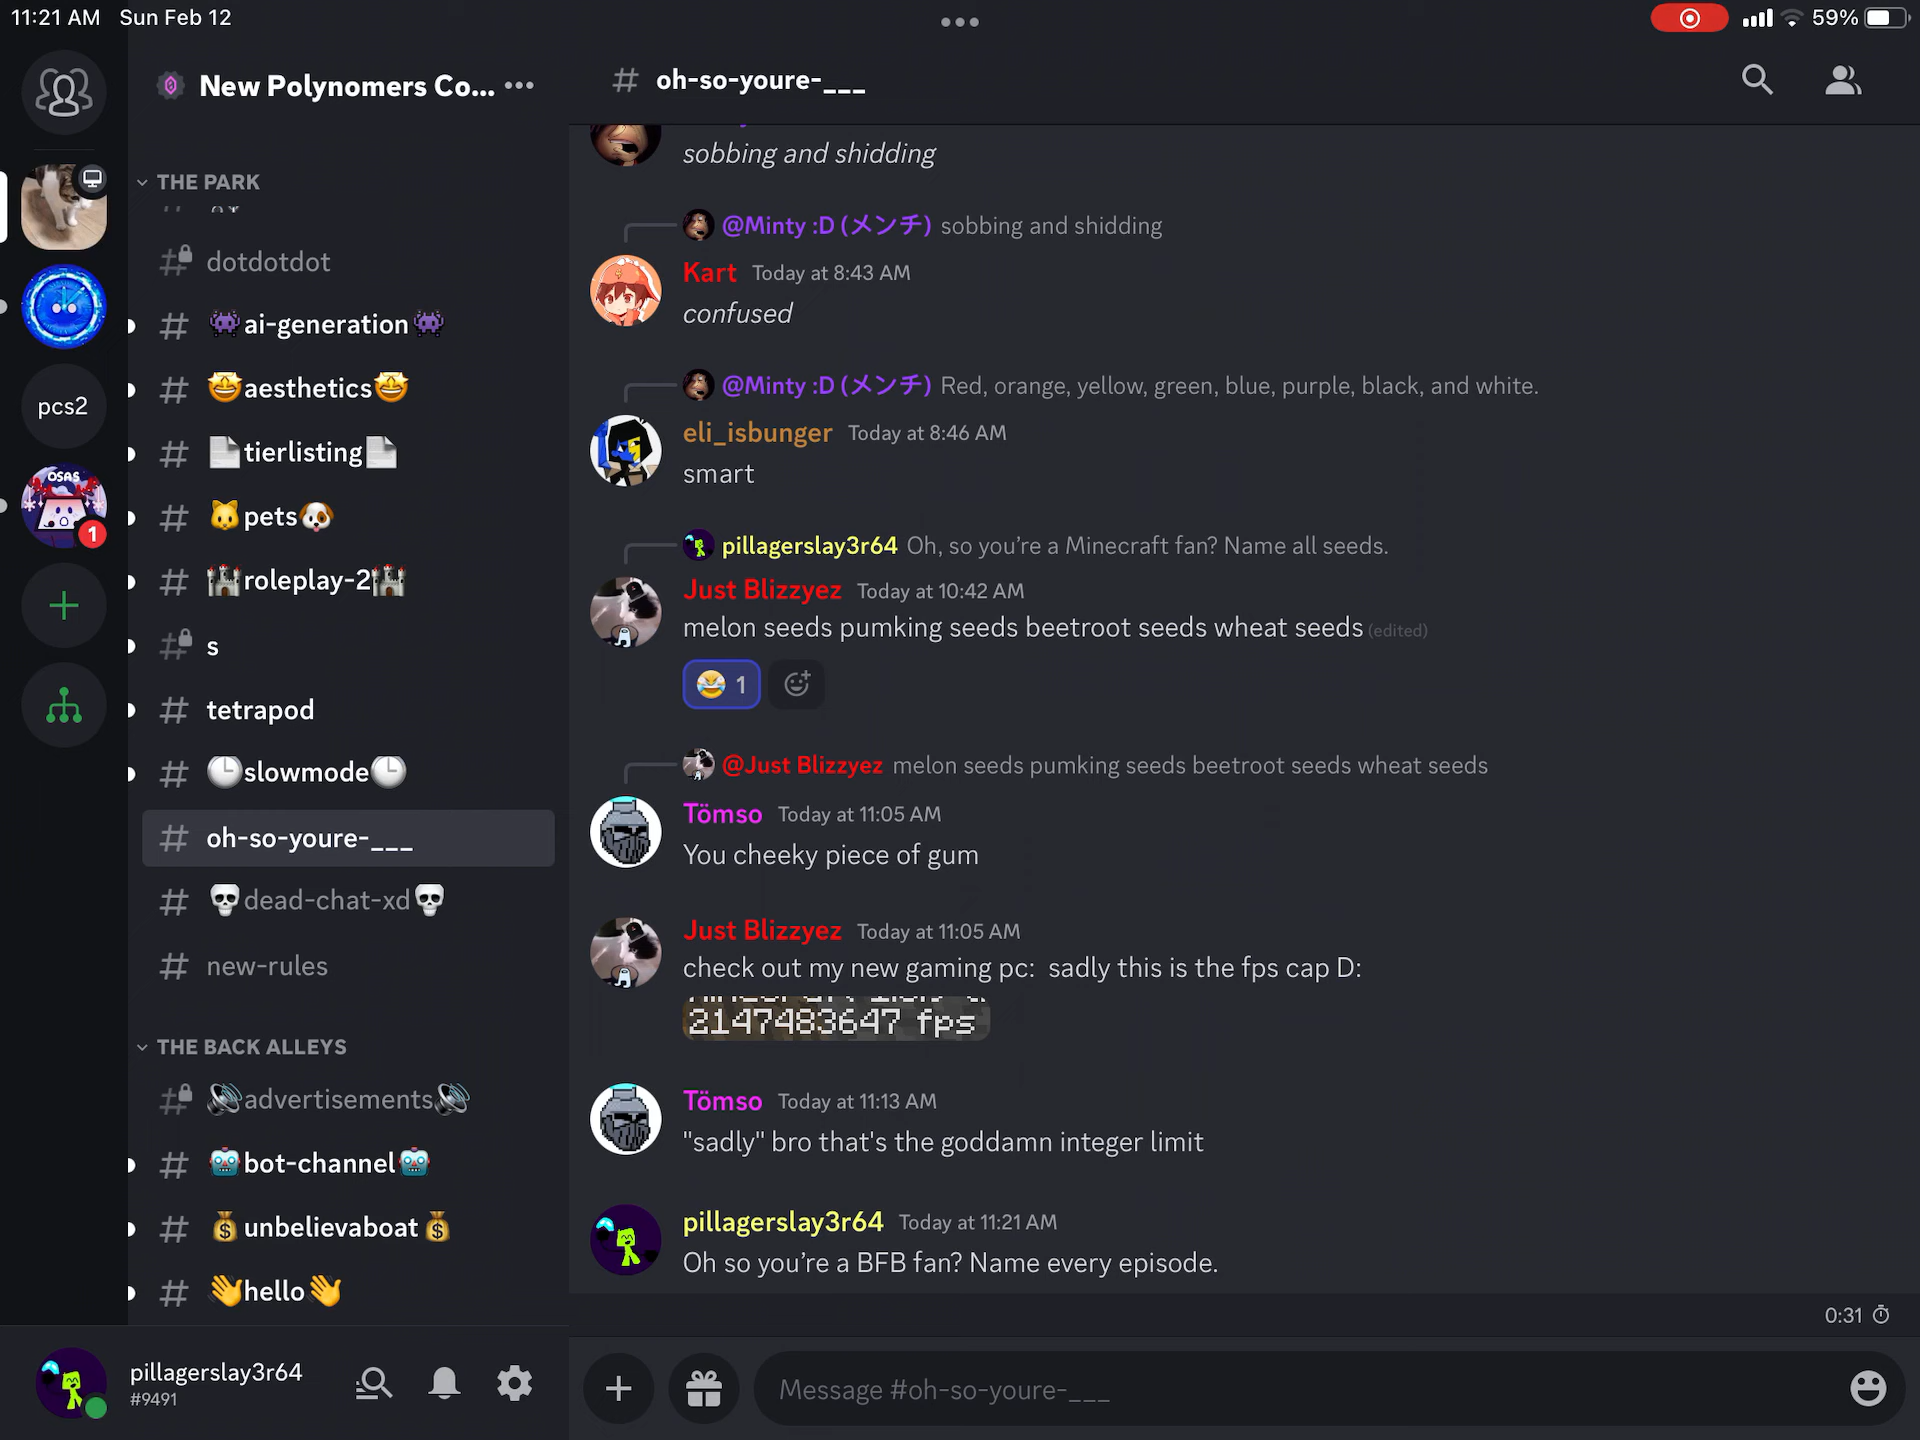 11:21 AM Sun Feb 12
59%
New Polynomers Co...
# oh-so-youre-___
THE PARK
dotdotdot
👾ai-generation👾
🤩aesthetics🤩
📄tierlisting📄
🐱pets🐶
🏰roleplay-2🏰
s
tetrapod
🕒slowmode🕒
oh-so-youre-___
💀dead-chat-xd💀
new-rules
THE BACK ALLEYS
🔊advertisements🔊
🤖bot-channel🤖
💰unbelievaboat💰
👋hello👋
pcs2
OSAS
1
pillagerslay3r64
#9491
sobbing and shidding
@Minty :D (メンチ) sobbing and shidding
Kart Today at 8:43 AM
confused
@Minty :D (メンチ) Red, orange, yellow, green, blue, purple, black, and white.
eli_isbunger Today at 8:46 AM
smart
pillagerslay3r64 Oh, so you’re a Minecraft fan? Name all seeds.
Just Blizzyez Today at 10:42 AM
melon seeds pumking seeds beetroot seeds wheat seeds (edited)
😂 1
@Just Blizzyez melon seeds pumking seeds beetroot seeds wheat seeds
Tömso Today at 11:05 AM
You cheeky piece of gum
Just Blizzyez Today at 11:05 AM
check out my new gaming pc: sadly this is the fps cap D:
2147483647 fps
Tömso Today at 11:13 AM
"sadly" bro that's the goddamn integer limit
pillagerslay3r64 Today at 11:21 AM
Oh so you’re a BFB fan? Name every episode.
0:31
Message #oh-so-youre-___